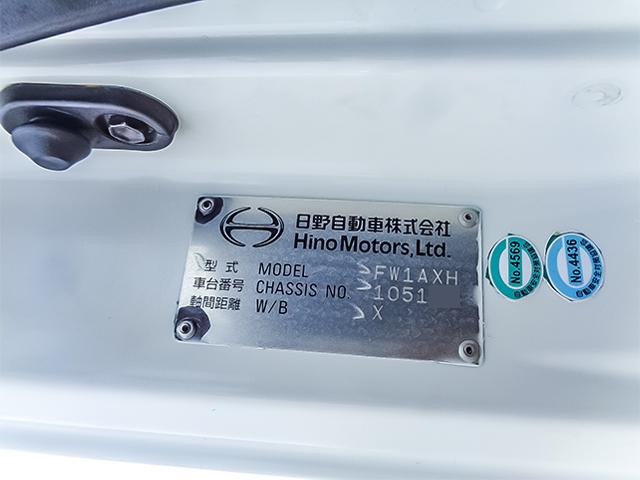 日野自動車株式会社
Hino Motors, Ltd.
型式 MODEL FW1AXH
車台番号 CHASSIS NO. 1051
軸間距離 W/B X
No.4569
No.4436